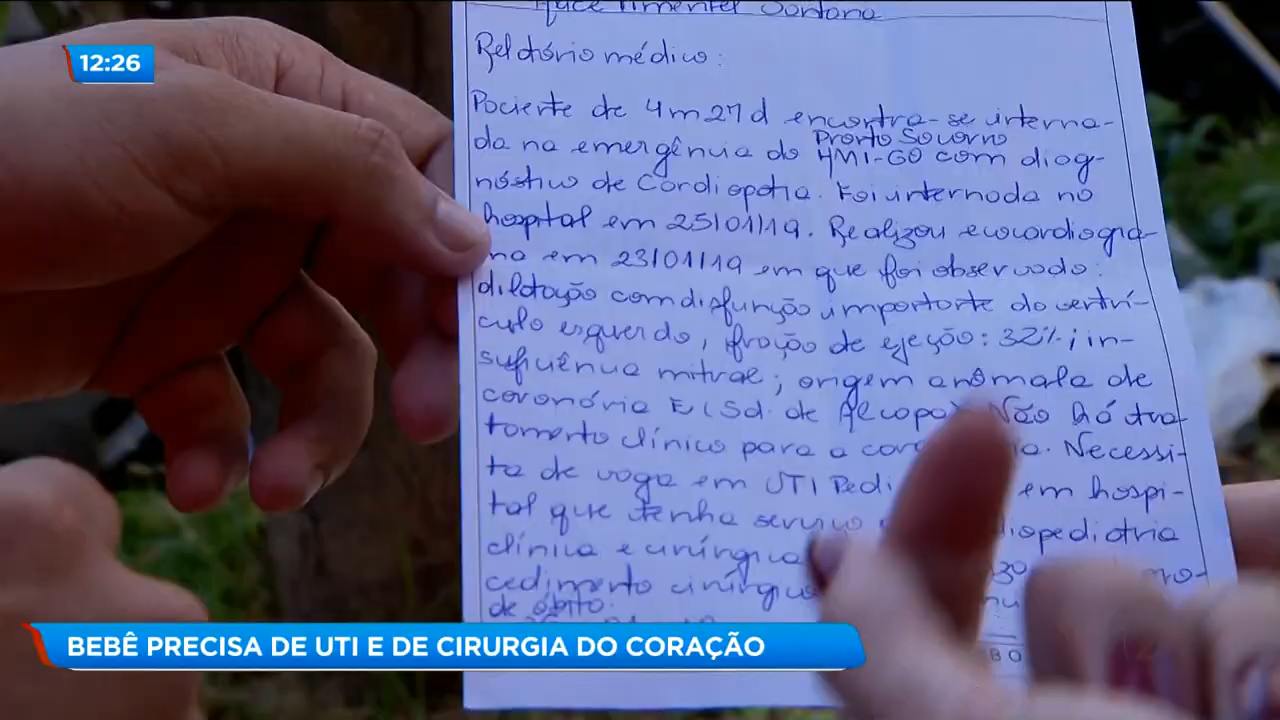 12:26
Pimentel Santana
Relatório médico:
Paciente de 4m27d encontra-se interna-
da na emergência do Pronto Socorro
HMI-GO com diag-
nóstico de Cardiopatia. Foi internada no
hospital em 25/01/19. Realizou ecocardiogra-
ma em 23/01/19 em que foi observado:
dilatação com disfunção importante do ventrí-
culo esquerdo, fração de ejeção: 32%; in-
suficiência mitral; origem anômala de
coronária E (Sd. de Alcapa). Não há tra-
tamento clínico para a
Necessi-
ta de vaga em UTI Pedi
em hospi-
tal que tenha serviço
diopediatria
clínica e cirúrgica
cedimento cirúrgic
de óbito.
BEBÊ PRECISA DE UTI E DE CIRURGIA DO CORAÇÃO